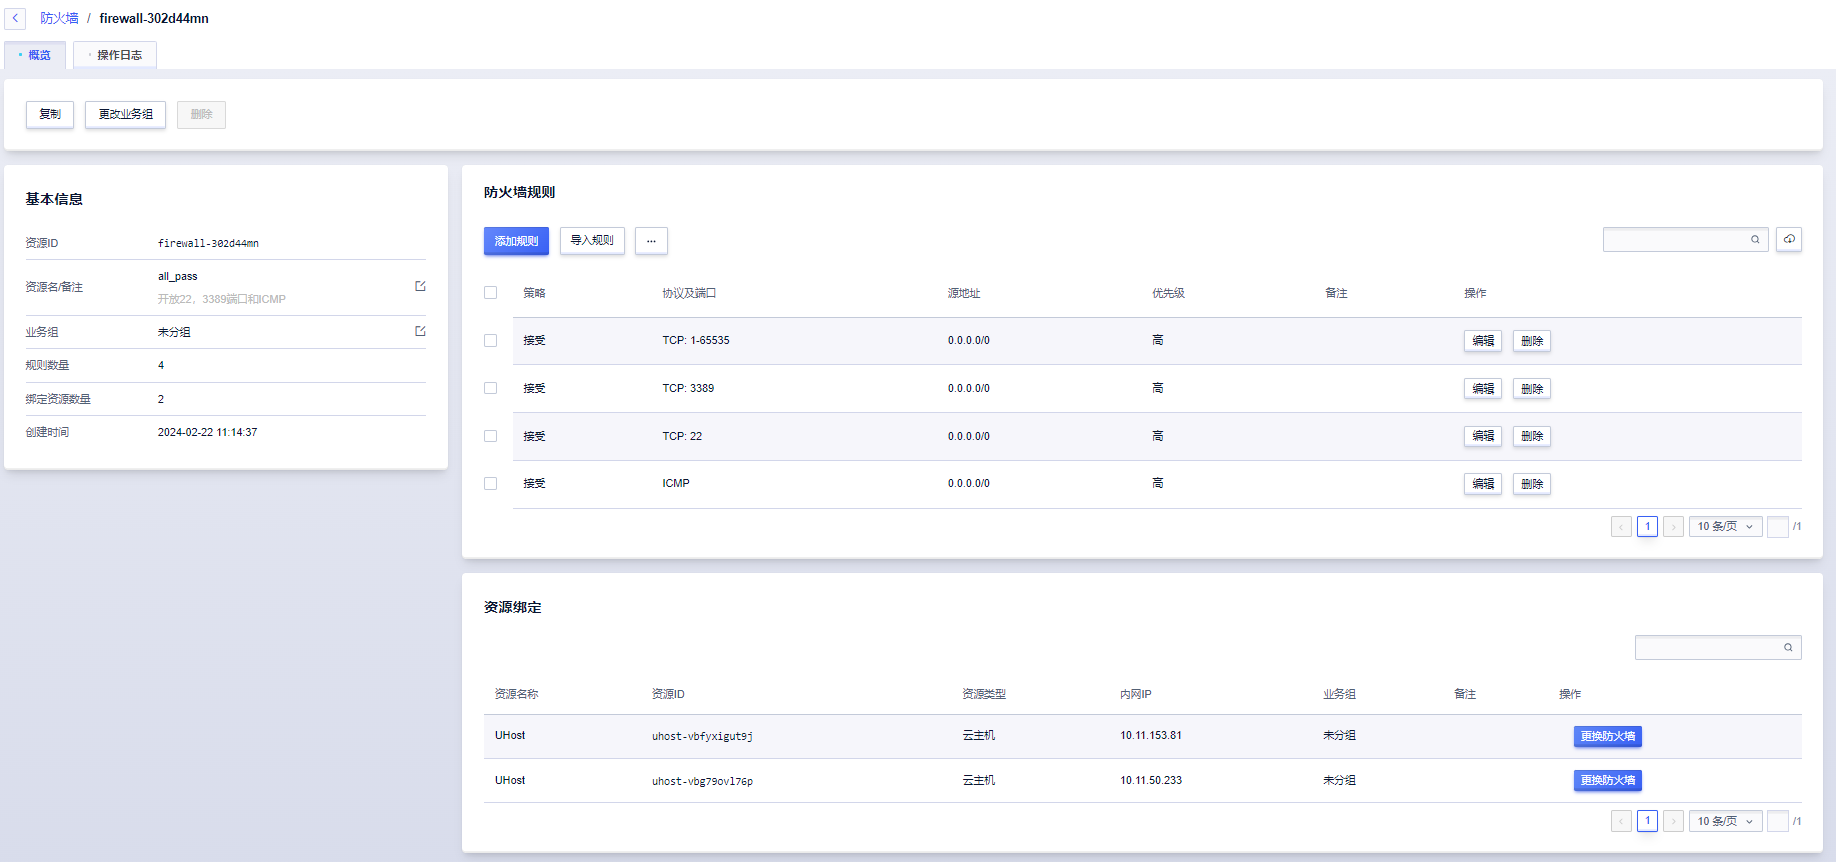 防火墙 / firewall-302d44mn
概览 操作日志
复制 更改业务组 删除
基本信息
资源ID firewall-302d44mn
资源名/备注 all_pass
开放22，3389端口和ICMP
业务组 未分组
规则数量 4
绑定资源数量 2
创建时间 2024-02-22 11:14:37
防火墙规则
添加规则 导入规则 ...
策略 协议及端口 源地址 优先级 备注 操作
接受 TCP: 1-65535 0.0.0.0/0 高 编辑 删除
接受 TCP: 3389 0.0.0.0/0 高 编辑 删除
接受 TCP: 22 0.0.0.0/0 高 编辑 删除
接受 ICMP 0.0.0.0/0 高 编辑 删除
1 10 条/页 /1
资源绑定
资源名称 资源ID 资源类型 内网IP 业务组 备注 操作
UHost uhost-vbfyxigut9j 云主机 10.11.153.81 未分组 更换防火墙
UHost uhost-vbg79ovl76p 云主机 10.11.50.233 未分组 更换防火墙
1 10 条/页 /1